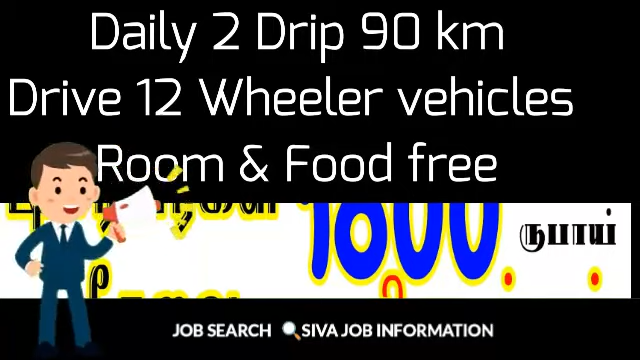 Daily 2 Drip 90 km
Drive 12 Wheeler vehicles
Room & Food free
1800 ரூபாய்
JOB SEARCH SIVA JOB INFORMATION